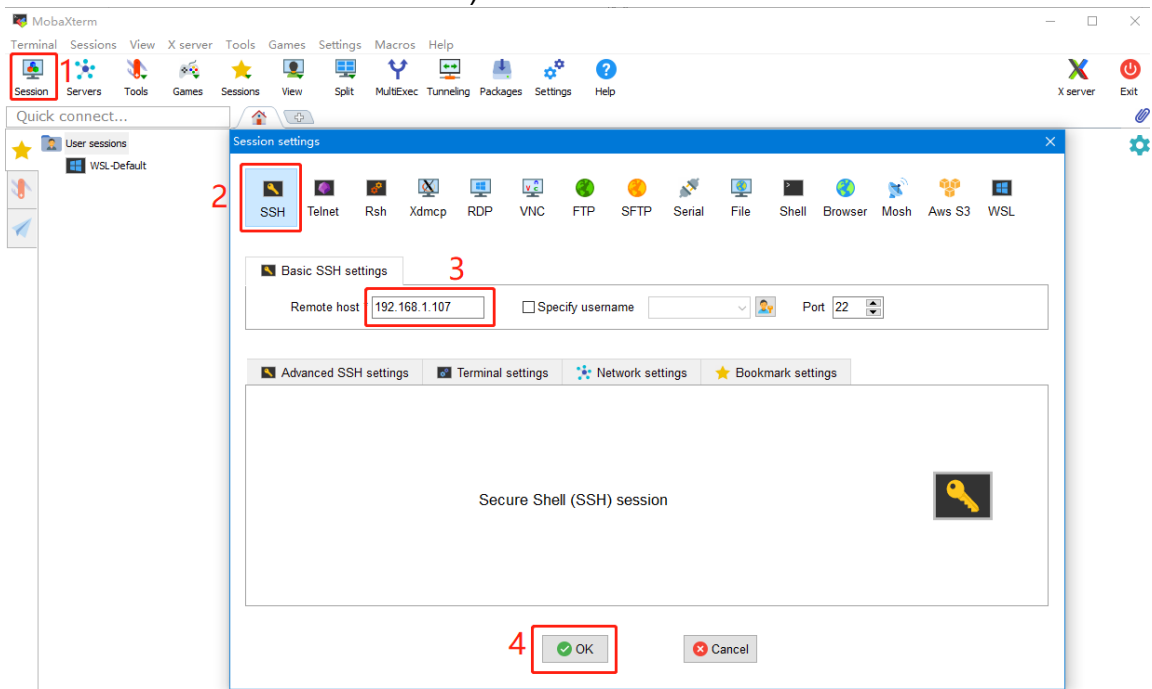 MobaXterm
Terminal Sessions View X server Tools Games Settings Macros Help
1
Session Servers Tools Games Sessions View Split MultiExec Tunneling Packages Settings Help X server Exit
Quick connect...
User sessions
WSL-Default
Session settings
2
SSH Telnet Rsh Xdmcp RDP VNC FTP SFTP Serial File Shell Browser Mosh Aws S3 WSL
Basic SSH settings
3
Remote host * 192.168.1.107 Specify username Port 22
Advanced SSH settings Terminal settings Network settings Bookmark settings
Secure Shell (SSH) session
4
OK Cancel